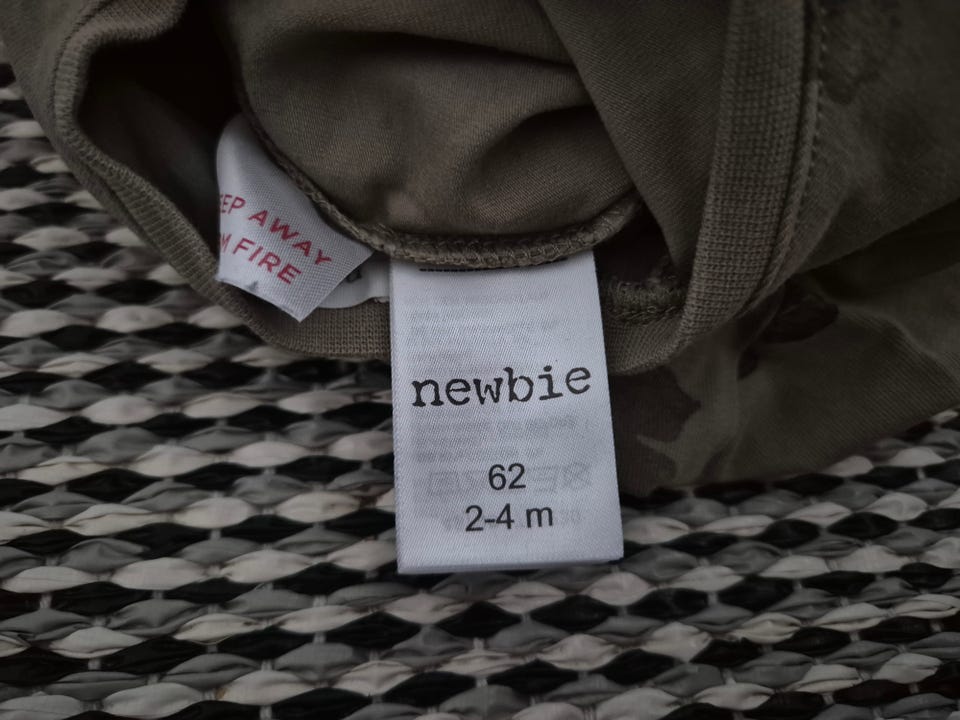 EP AWAY
M FIRE
newbie
62
2-4 m